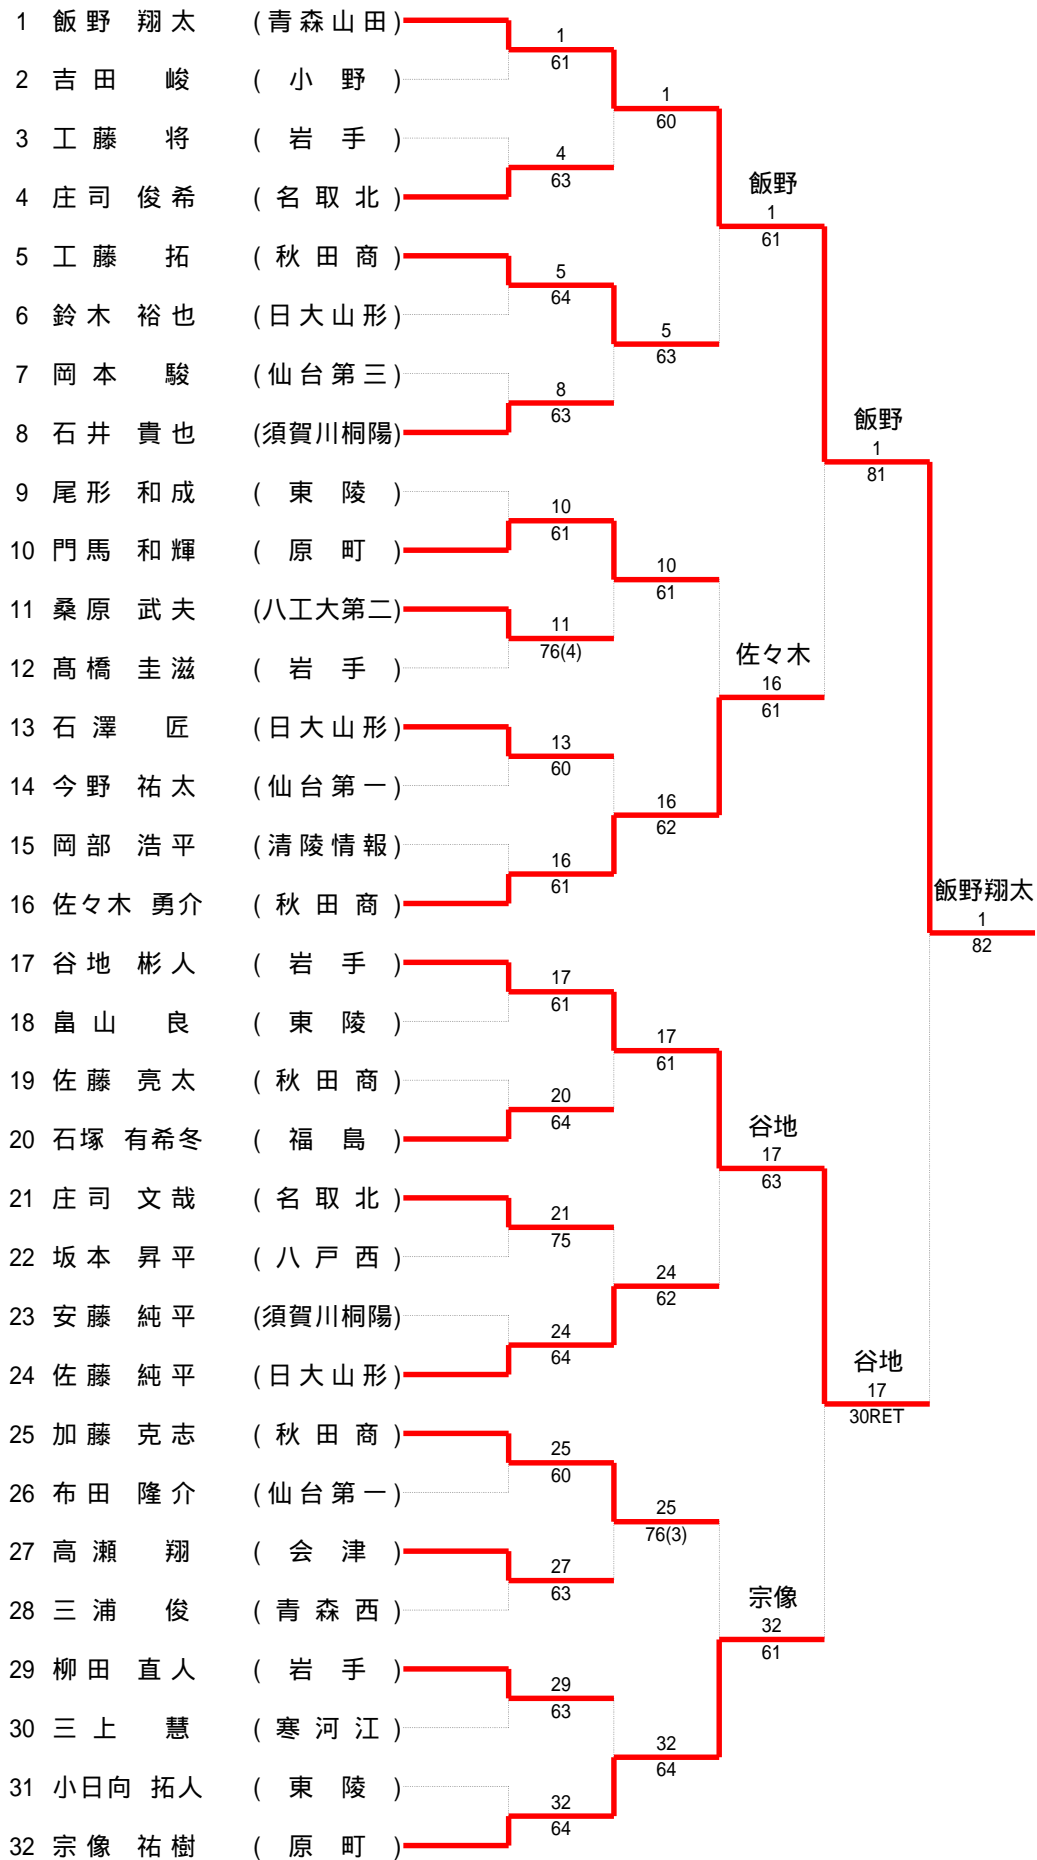 1 飯野 翔太 (青森山田)
1
61
2 吉田 峻 (小野)
1
60
3 工藤 将 (岩手)
4
63
4 庄司 俊希 (名取北)
飯野
1
61
5 工藤 拓 (秋田商)
5
64
6 鈴木 裕也 (日大山形)
5
63
7 岡本 駿 (仙台第三)
8
63
8 石井 貴也 (須賀川桐陽)
飯野
1
81
9 尾形 和成 (東陵)
10
61
10 門馬 和輝 (原町)
10
61
11 桑原 武夫 (八工大第二)
11
76(4)
12 髙橋 圭滋 (岩手)
佐々木
16
61
13 石澤 匠 (日大山形)
13
60
14 今野 祐太 (仙台第一)
16
62
15 岡部 浩平 (清陵情報)
16
61
16 佐々木 勇介 (秋田商)
飯野翔太
1
82
17 谷地 彬人 (岩手)
17
61
18 畠山 良 (東陵)
17
61
19 佐藤 亮太 (秋田商)
20
64
20 石塚 有希冬 (福島)
谷地
17
63
21 庄司 文哉 (名取北)
21
75
22 坂本 昇平 (八戸西)
24
62
23 安藤 純平 (須賀川桐陽)
24
64
24 佐藤 純平 (日大山形)
谷地
17
30RET
25 加藤 克志 (秋田商)
25
60
26 布田 隆介 (仙台第一)
25
76(3)
27 高瀬 翔 (会津)
27
63
28 三浦 俊 (青森西)
宗像
32
61
29 柳田 直人 (岩手)
29
63
30 三上 慧 (寒河江)
32
64
31 小日向 拓人 (東陵)
32
64
32 宗像 祐樹 (原町)